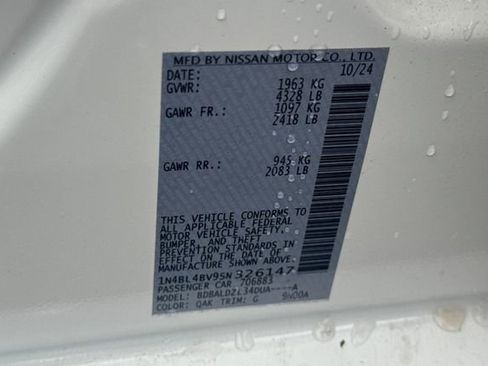 MFD BY NISSAN MOTOR CO., LTD.
DATE: 10/24
GVWR: 1963 KG
4328 LB
GAWR FR.: 1097 KG
2418 LB
GAWR RR.: 945 KG
2083 LB
THIS VEHICLE CONFORMS TO
ALL APPLICABLE FEDERAL
MOTOR VEHICLE SAFETY,
BUMPER, AND THEFT
PREVENTION STANDARDS IN
EFFECT ON THE DATE OF
MANUFACTURE SHOWN ABOVE.
1N4BL4BV9SN326147
PASSENGER CAR 706883
MODEL: BDBALDZL34DUA----A
COLOR: QAK TRIM: G